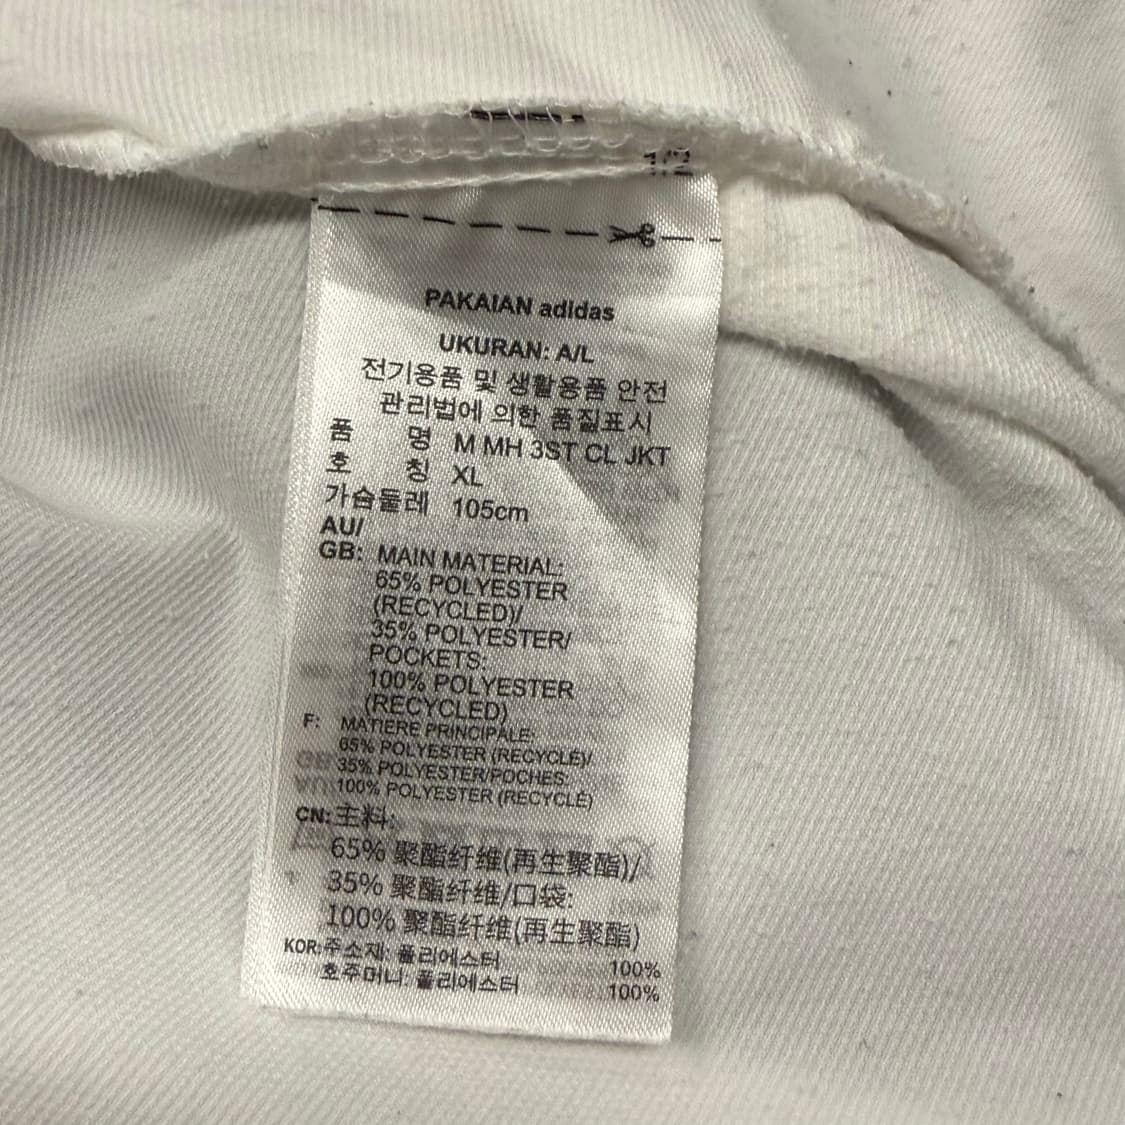 1/2
PAKAIAN adidas
UKURAN: A/L
전기용품 및 생활용품 안전
관리법에 의한 품질표시
품 명 M MH 3ST CL JKT
호 칭 XL
가슴둘레 105cm
AU/
GB: MAIN MATERIAL:
65% POLYESTER
(RECYCLED)/
35% POLYESTER/
POCKETS:
100% POLYESTER
(RECYCLED)
F: MATIERE PRINCIPALE:
65% POLYESTER (RECYCLÉ)/
35% POLYESTER/POCHES:
100% POLYESTER (RECYCLÉ)
CN: 主料:
65% 聚酯纤维(再生聚酯)/
35% 聚酯纤维/口袋:
100% 聚酯纤维(再生聚酯)
KOR: 주소재: 폴리에스터 100%
호주머니: 폴리에스터 100%